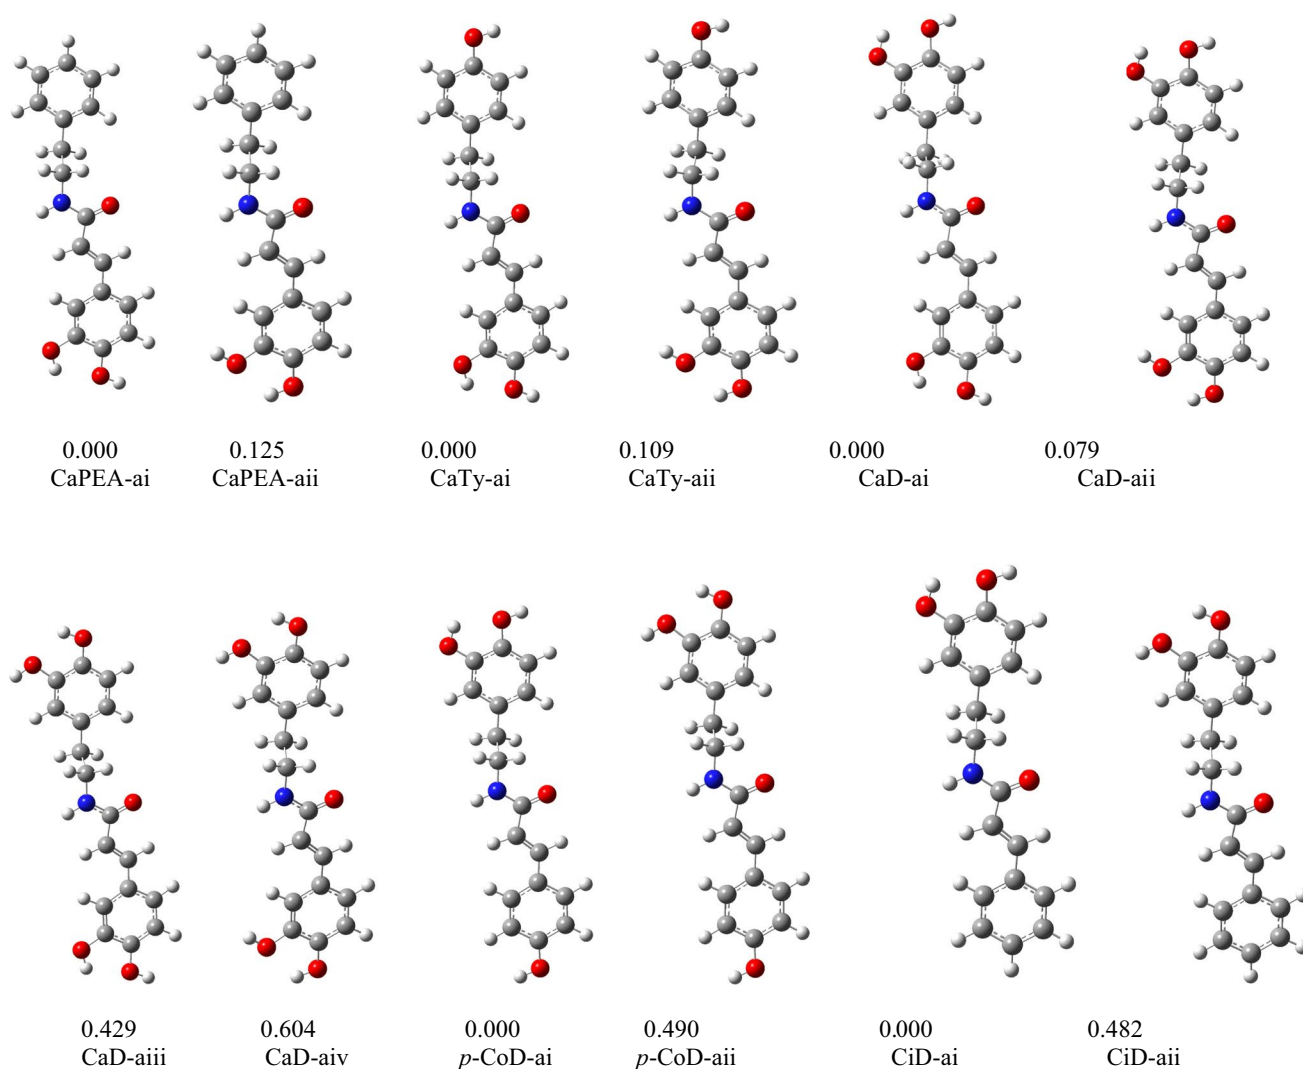 0.000 0.125 0.000 0.109 0.000 0.079
CaPEA-ai CaPEA-aii CaTy-ai CaTy-aii CaD-ai CaD-aii
0.429 0.604 0.000 0.490 0.000 0.482
CaD-aiii CaD-aiv p-CoD-ai p-CoD-aii CiD-ai CiD-aii